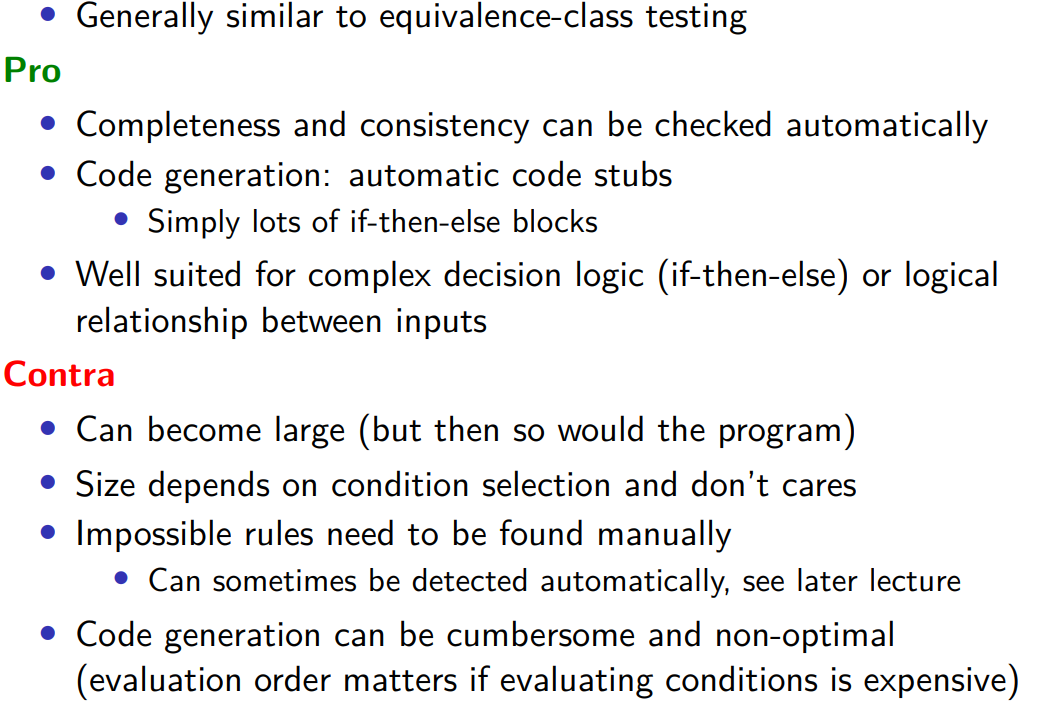 • Generally similar to equivalence-class testing
Pro
• Completeness and consistency can be checked automatically
• Code generation: automatic code stubs
• Simply lots of if-then-else blocks
• Well suited for complex decision logic (if-then-else) or logical
relationship between inputs
Contra
• Can become large (but then so would the program)
• Size depends on condition selection and don't cares
• Impossible rules need to be found manually
• Can sometimes be detected automatically, see later lecture
• Code generation can be cumbersome and non-optimal
(evaluation order matters if evaluating conditions is expensive)